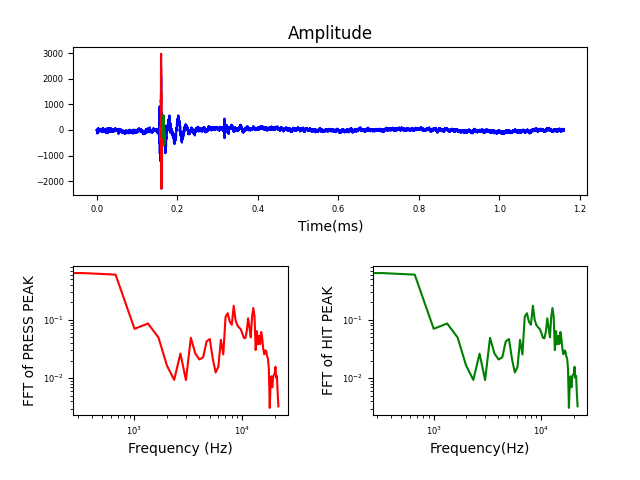 Amplitude
3000
2000
1000
0
−1000
−2000
0.0 0.2 0.4 0.6 0.8 1.0 1.2
Time(ms)
FFT of PRESS PEAK
10⁻¹
10⁻²
10³ 10⁴
Frequency (Hz)
FFT of HIT PEAK
10⁻¹
10⁻²
10³ 10⁴
Frequency(Hz)